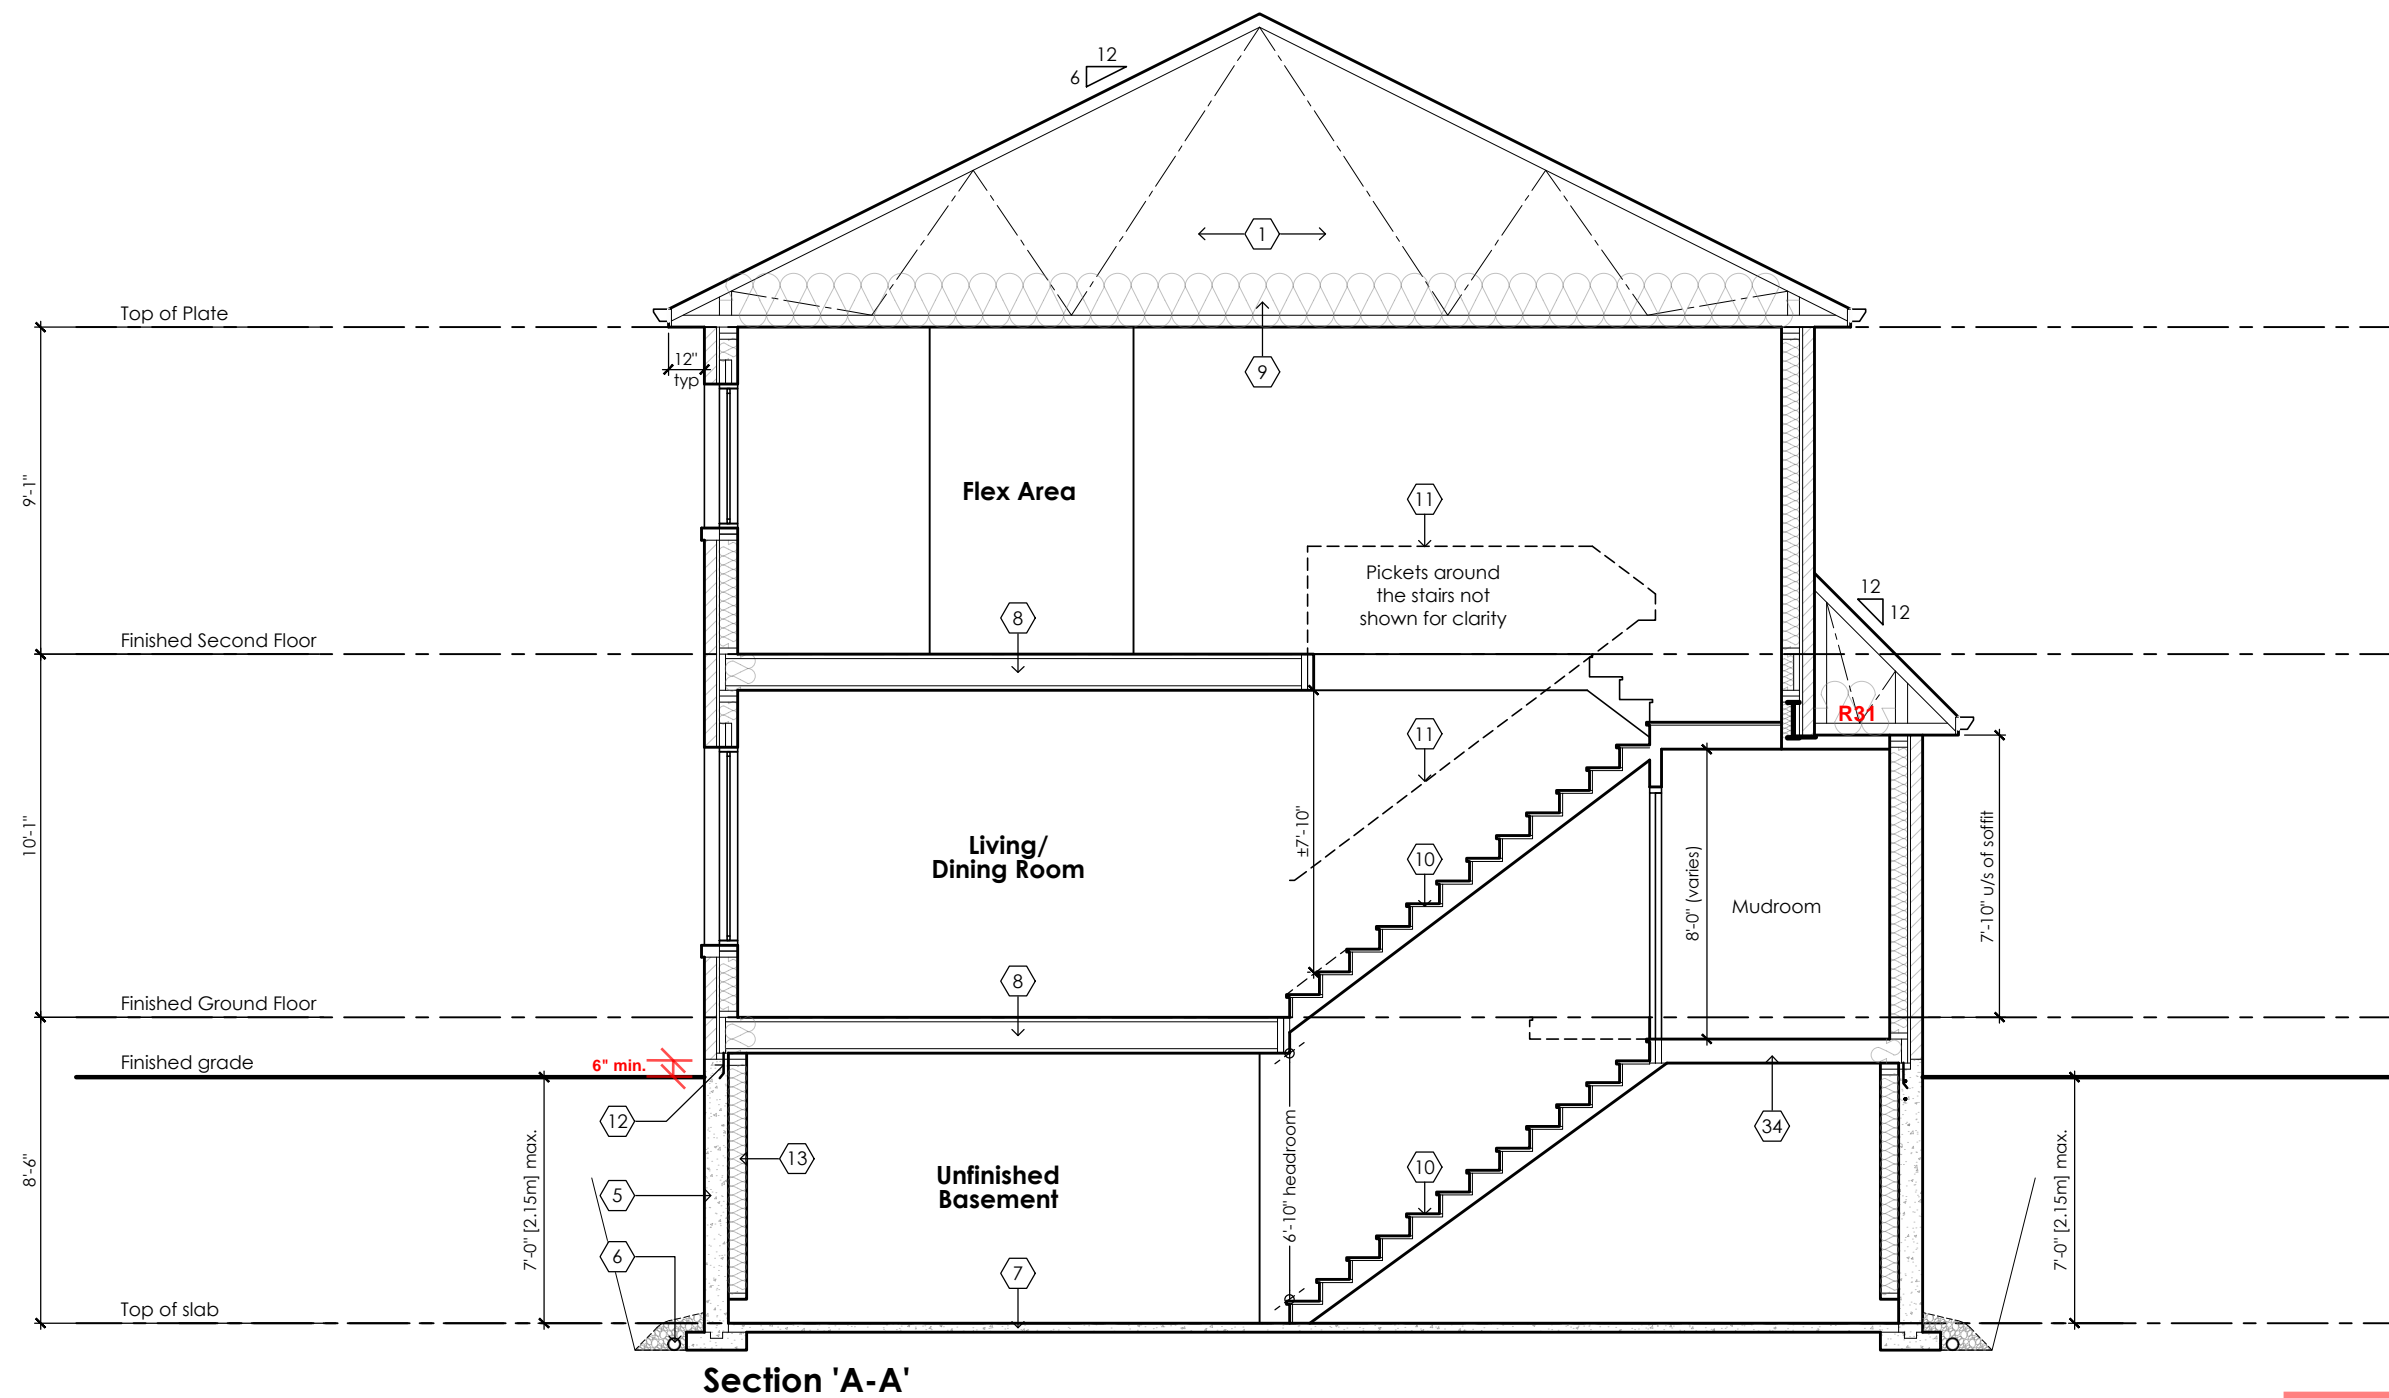 12
6
1
Top of Plate
12"
typ
9
9'-1"
Flex Area
11
Pickets around
the stairs not
shown for clarity
12
12
8
Finished Second Floor
R31
11
10'-1"
±7'-10"
Living/
Dining Room
10
8'-0" (varies)
Mudroom
7'-10" u/s of soffit
8
Finished Ground Floor
Finished grade
6" min.
12
34
13
8'-6"
7'-0" [2.15m] max.
5
Unfinished
Basement
6'-10" headroom
10
7'-0" [2.15m] max.
6
7
Top of slab
Section 'A-A'